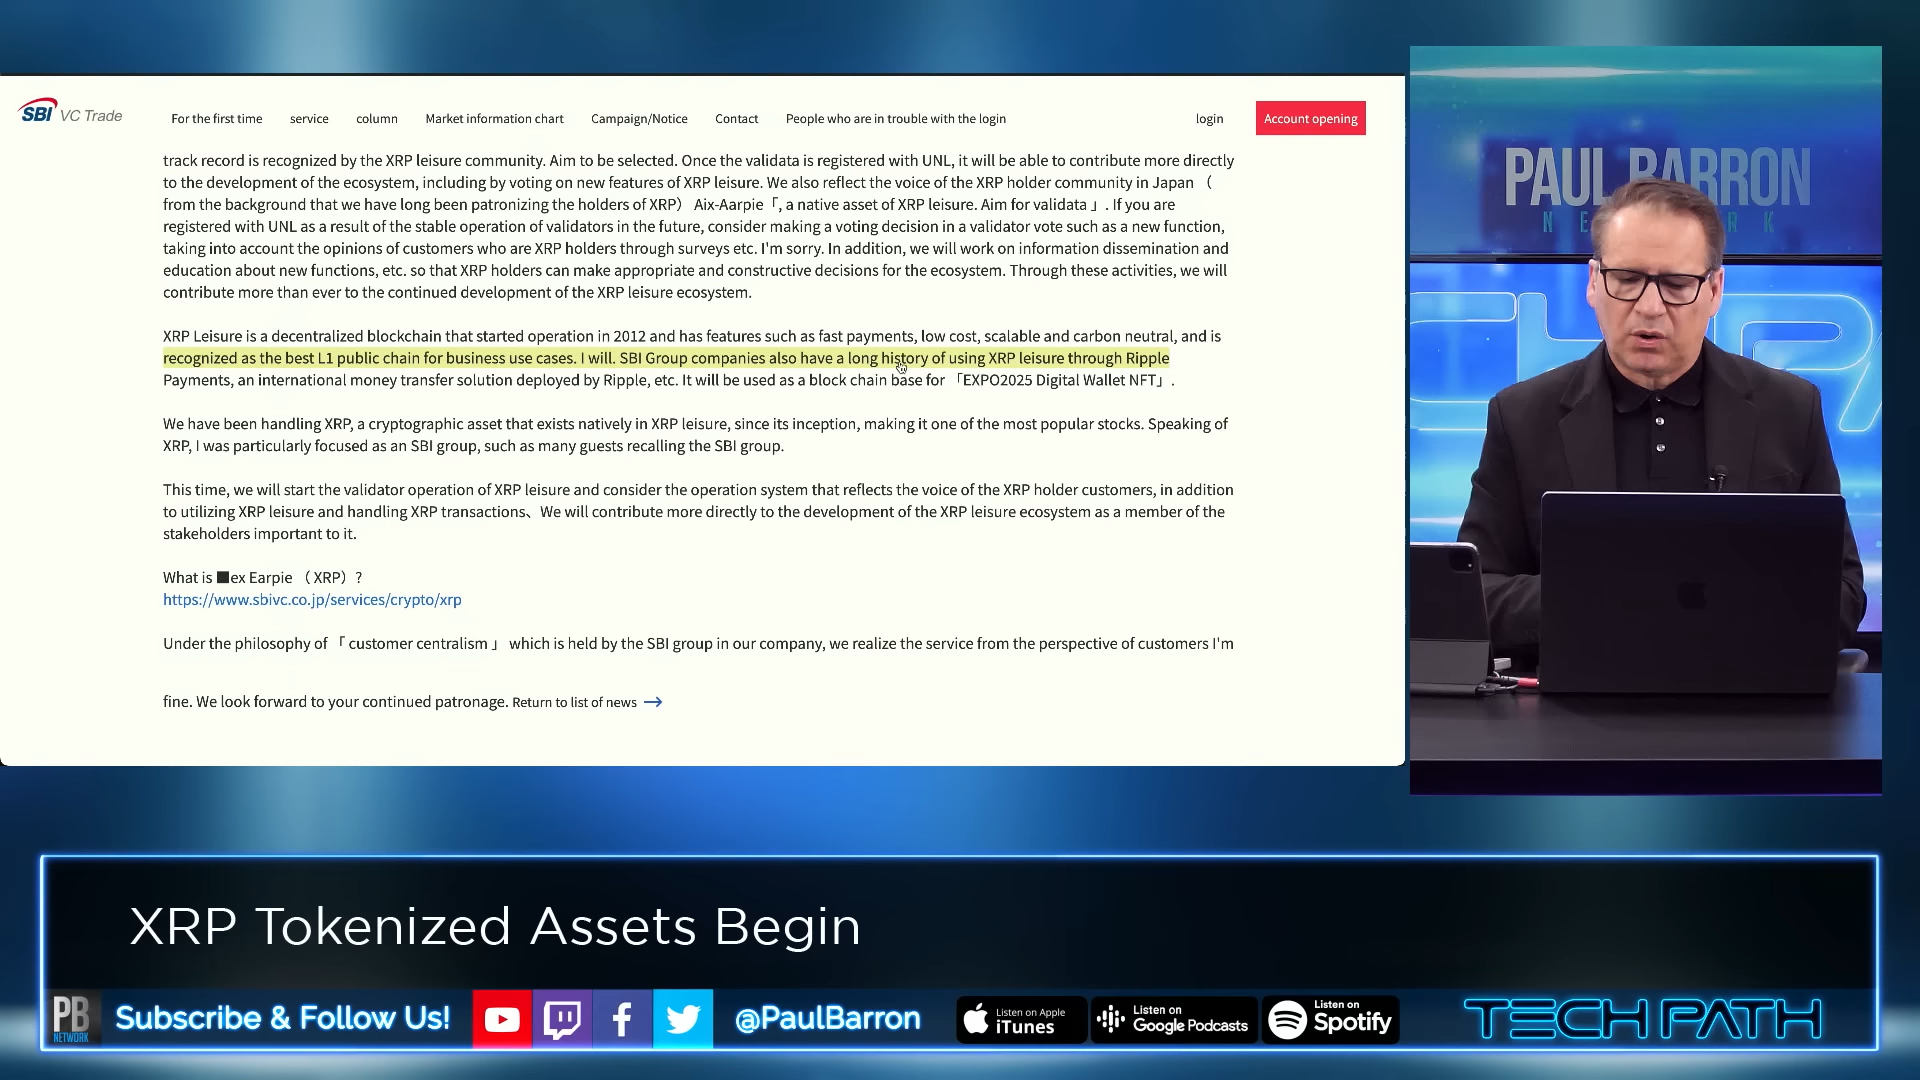 SBI VC Trade
For the first time service column Market information chart Campaign/Notice Contact People who are in trouble with the login login Account opening
track record is recognized by the XRP leisure community. Aim to be selected. Once the validata is registered with UNL, it will be able to contribute more directly
to the development of the ecosystem, including by voting on new features of XRP leisure. We also reflect the voice of the XRP holder community in Japan （
from the background that we have long been patronizing the holders of XRP） Aix-Aarpie「, a native asset of XRP leisure. Aim for validata」. If you are
registered with UNL as a result of the stable operation of validators in the future, consider making a voting decision in a validator vote such as a new function,
taking into account the opinions of customers who are XRP holders through surveys etc. I'm sorry. In addition, we will work on information dissemination and
education about new functions, etc. so that XRP holders can make appropriate and constructive decisions for the ecosystem. Through these activities, we will
contribute more than ever to the continued development of the XRP leisure ecosystem.
XRP Leisure is a decentralized blockchain that started operation in 2012 and has features such as fast payments, low cost, scalable and carbon neutral, and is
recognized as the best L1 public chain for business use cases. I will. SBI Group companies also have a long history of using XRP leisure through Ripple
Payments, an international money transfer solution deployed by Ripple, etc. It will be used as a block chain base for 「EXPO2025 Digital Wallet NFT」.
We have been handling XRP, a cryptographic asset that exists natively in XRP leisure, since its inception, making it one of the most popular stocks. Speaking of
XRP, I was particularly focused as an SBI group, such as many guests recalling the SBI group.
This time, we will start the validator operation of XRP leisure and consider the operation system that reflects the voice of the XRP holder customers, in addition
to utilizing XRP leisure and handling XRP transactions、We will contribute more directly to the development of the XRP leisure ecosystem as a member of the
stakeholders important to it.
What is ■ex Earpie （XRP）?
https://www.sbivc.co.jp/services/crypto/xrp
Under the philosophy of 「customer centralism」 which is held by the SBI group in our company, we realize the service from the perspective of customers I'm
fine. We look forward to your continued patronage. Return to list of news →
PAUL BARRON
XRP Tokenized Assets Begin
PB NETWORK
Subscribe & Follow Us!
@PaulBarron
Listen on Apple iTunes
Listen on Google Podcasts
Listen on Spotify
TECH PATH